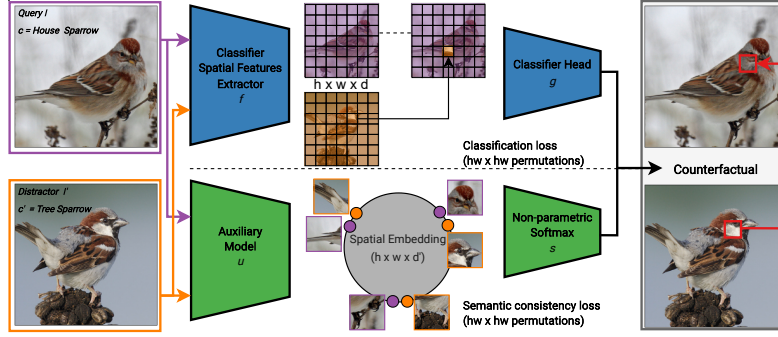 Query I
c = House Sparrow
Classifier
Spatial Features
Extractor
f
h x w x d
Classifier Head
g
Classification loss
(hw x hw permutations)
Counterfactual
Distractor I'
c' = Tree Sparrow
Auxiliary
Model
u
Spatial Embedding
(h x w x d')
Non-parametric
Softmax
s
Semantic consistency loss
(hw x hw permutations)